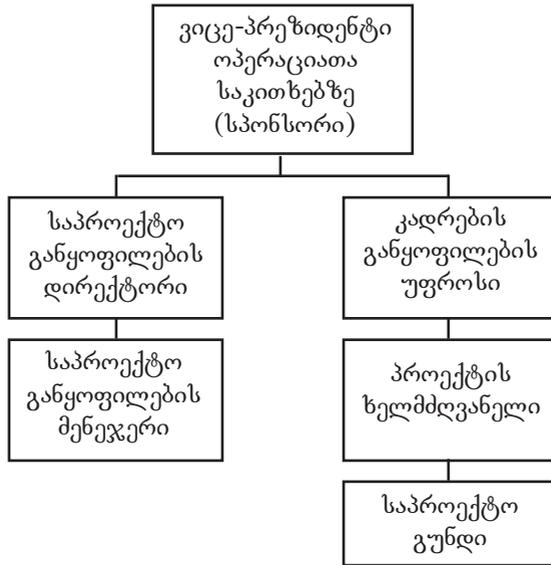 ვიცე-პრეზიდენტი
ოპერაციათა
საკითხებზე
(სპონსორი)
საპროექტო
განყოფილების
დირექტორი
კადრების
განყოფილების
უფროსი
საპროექტო
განყოფილების
მენეჯერი
პროექტის
ხელმძღვანელი
საპროექტო
გუნდი